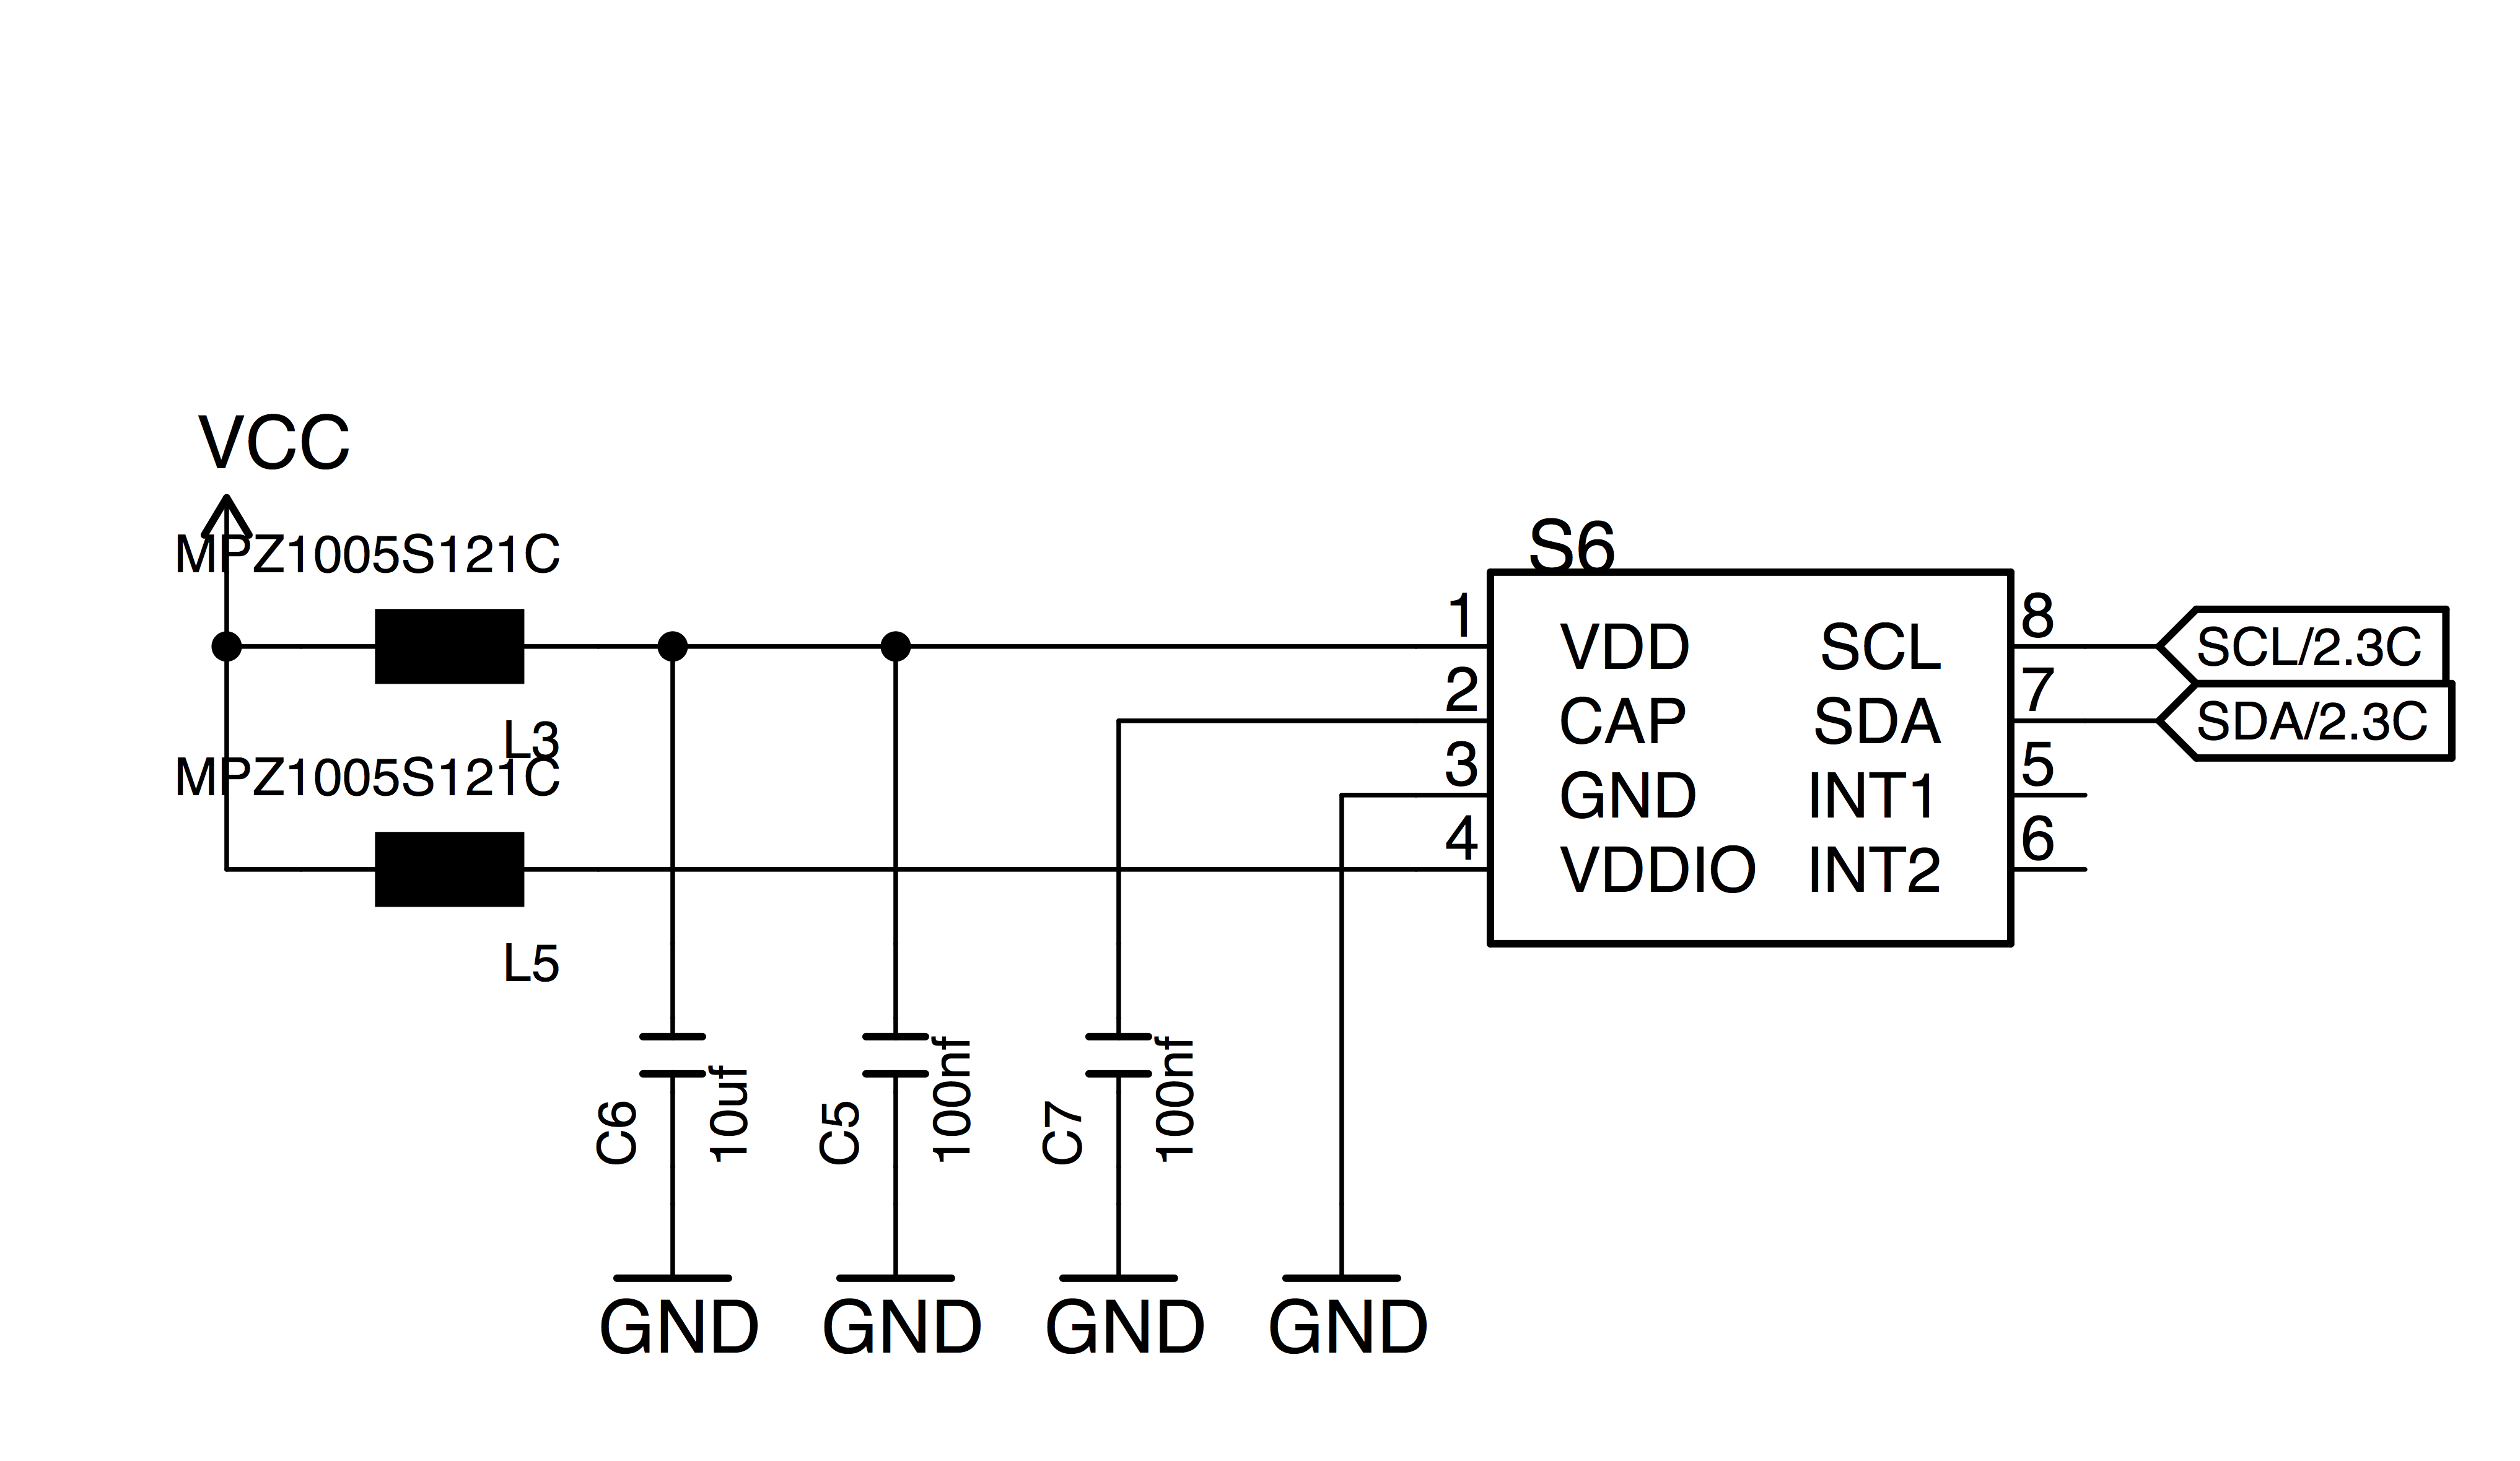 VCC
MPZ1005S121C
L3
MPZ1005S121C
L5
S6
1
VDD
SCL
8
SCL/2.3C
2
CAP
SDA
7
SDA/2.3C
3
GND
INT1
5
4
VDDIO
INT2
6
C6
10uf
C5
100nf
C7
100nf
GND
GND
GND
GND